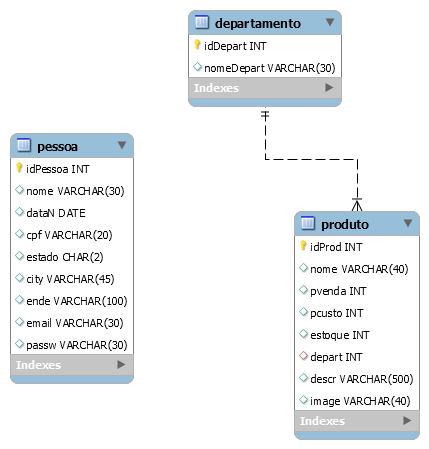 departamento
idDepart INT
nomeDepart VARCHAR(30)
Indexes
pessoa
idPessoa INT
nome VARCHAR(30)
dataN DATE
cpf VARCHAR(20)
estado CHAR(2)
city VARCHAR(45)
ende VARCHAR(100)
email VARCHAR(30)
passw VARCHAR(30)
Indexes
produto
idProd INT
nome VARCHAR(40)
pvenda INT
pcusto INT
estoque INT
depart INT
descr VARCHAR(500)
image VARCHAR(40)
Indexes